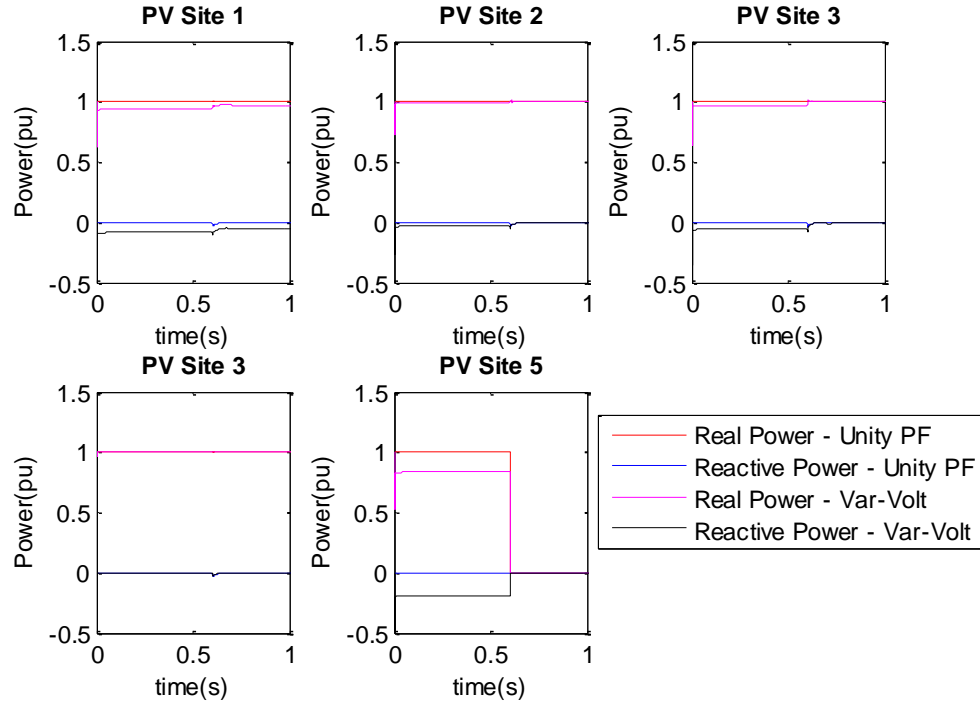 PV Site 1
PV Site 2
PV Site 3
1.5
1
0.5
0
-0.5
Power(pu)
0
0.5
1
time(s)
1.5
1
0.5
0
-0.5
Power(pu)
0
0.5
1
time(s)
1.5
1
0.5
0
-0.5
Power(pu)
0
0.5
1
time(s)
PV Site 3
PV Site 5
1.5
1
0.5
0
-0.5
Power(pu)
0
0.5
1
time(s)
1.5
1
0.5
0
-0.5
Power(pu)
0
0.5
1
time(s)
Real Power - Unity PF
Reactive Power - Unity PF
Real Power - Var-Volt
Reactive Power - Var-Volt